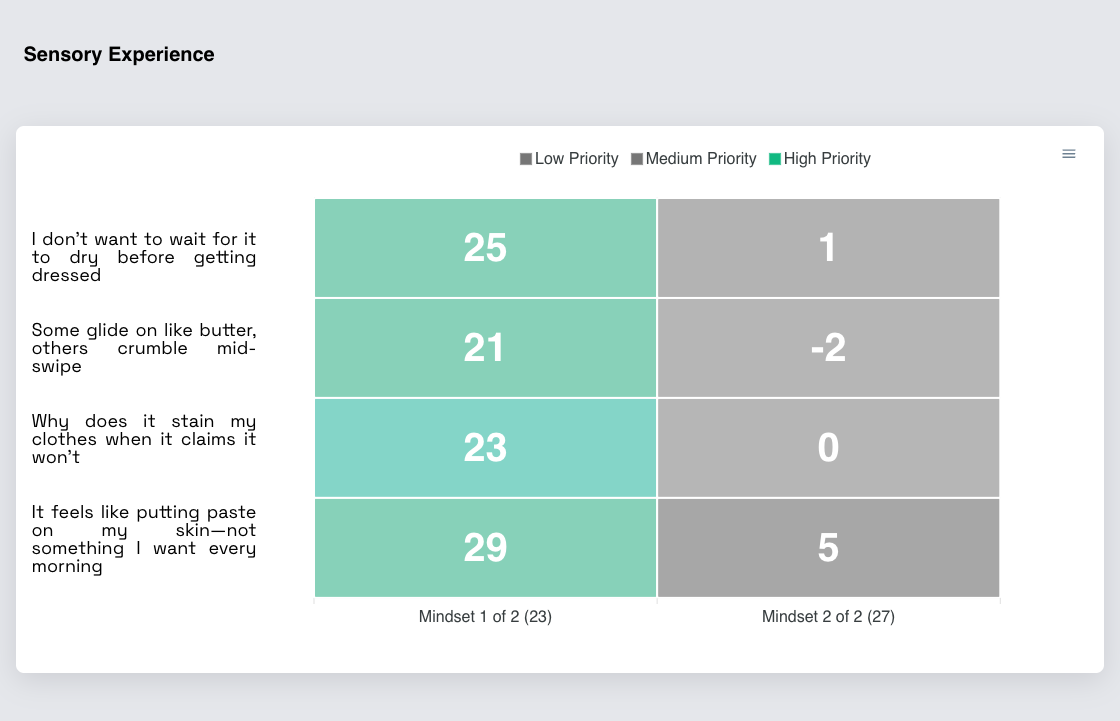 Sensory Experience
Low Priority Medium Priority High Priority
I don't want to wait for it
to dry before getting
dressed
25 1
Some glide on like butter,
others crumble mid-
swipe
21 -2
Why does it stain my
clothes when it claims it
won't
23 0
It feels like putting paste
on my skin—not
something I want every
morning
29 5
Mindset 1 of 2 (23) Mindset 2 of 2 (27)